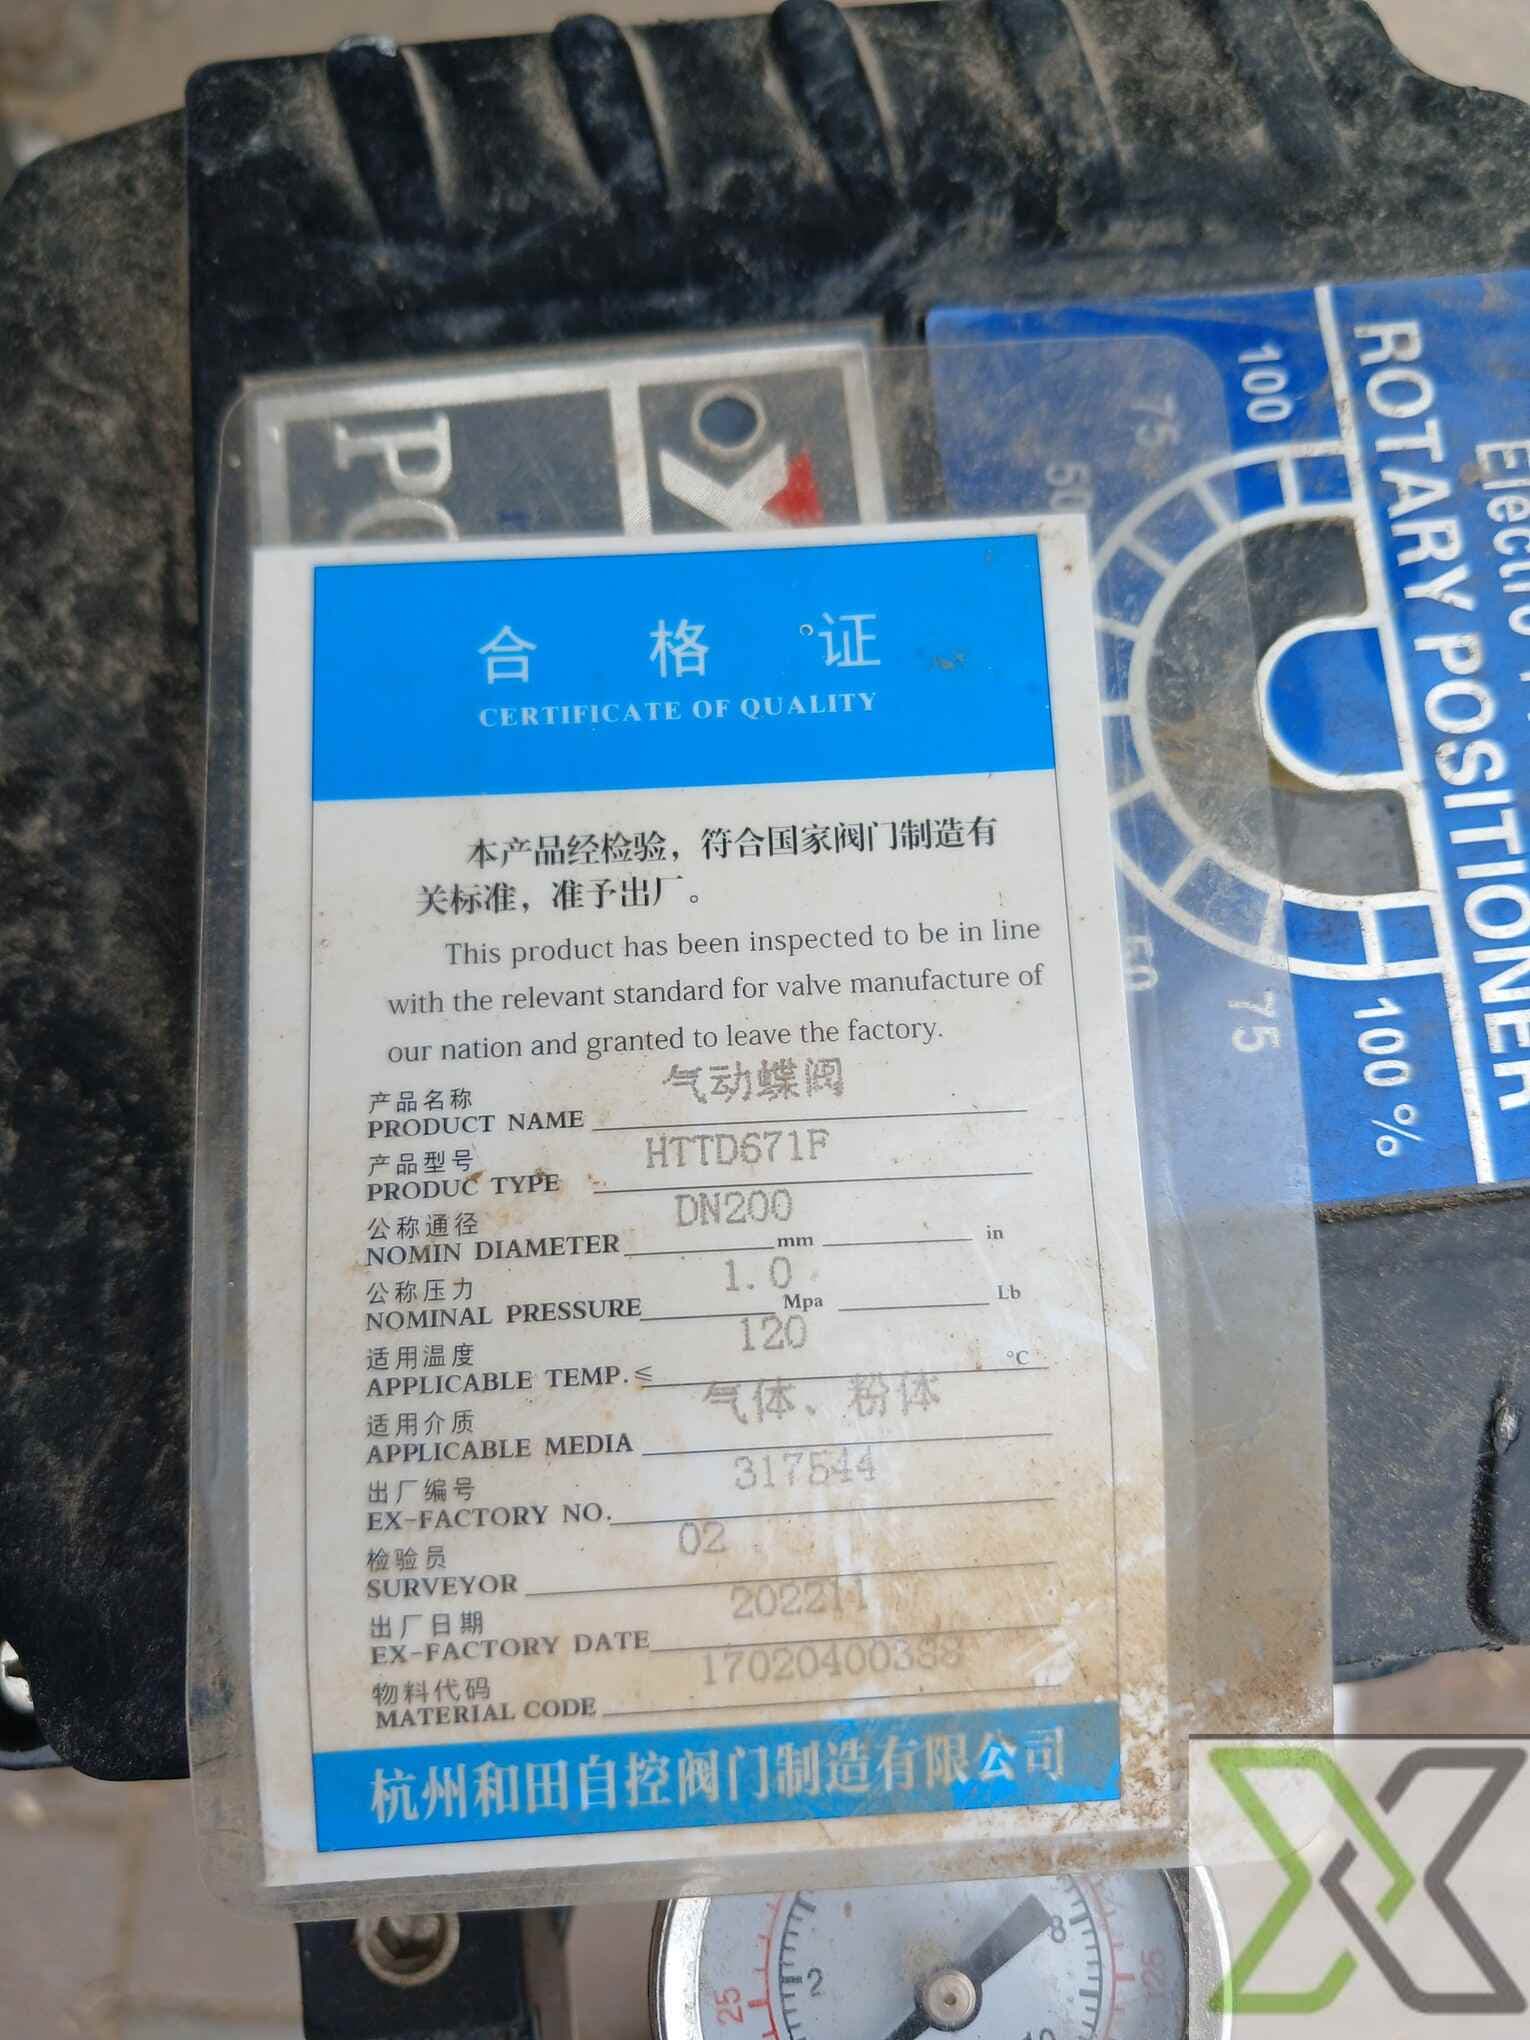 PO
100
75
50
Electro
ROTARY POSITIONER
50
75
100 %
合 格 证
CERTIFICATE OF QUALITY
本产品经检验，符合国家阀门制造有
关标准，准予出厂。
This product has been inspected to be in line
with the relevant standard for valve manufacture of
our nation and granted to leave the factory.
产品名称 气动蝶阀
PRODUCT NAME
产品型号 HTTD671F
PRODUC TYPE
公称通径 DN200
NOMIN DIAMETER mm in
公称压力 1.0
NOMINAL PRESSURE Mpa Lb
适用温度 120
APPLICABLE TEMP.≤ °C
适用介质 气体、粉体
APPLICABLE MEDIA
出厂编号 317544
EX-FACTORY NO.
检验员 02
SURVEYOR
出厂日期 202211
EX-FACTORY DATE
物料代码 17020400388
MATERIAL CODE
杭州和田自控阀门制造有限公司
2
8
25
125
10